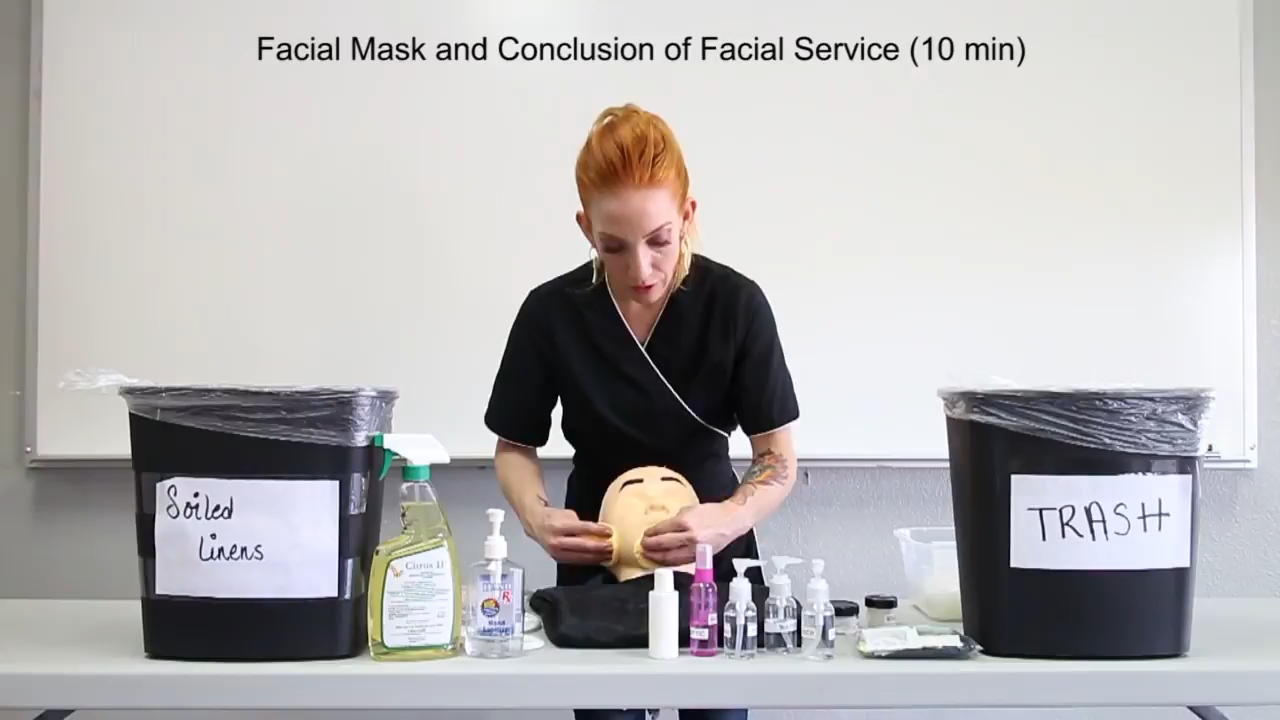 Facial Mask and Conclusion of Facial Service (10 min)
Soiled
linens
TRASH
Citrus II